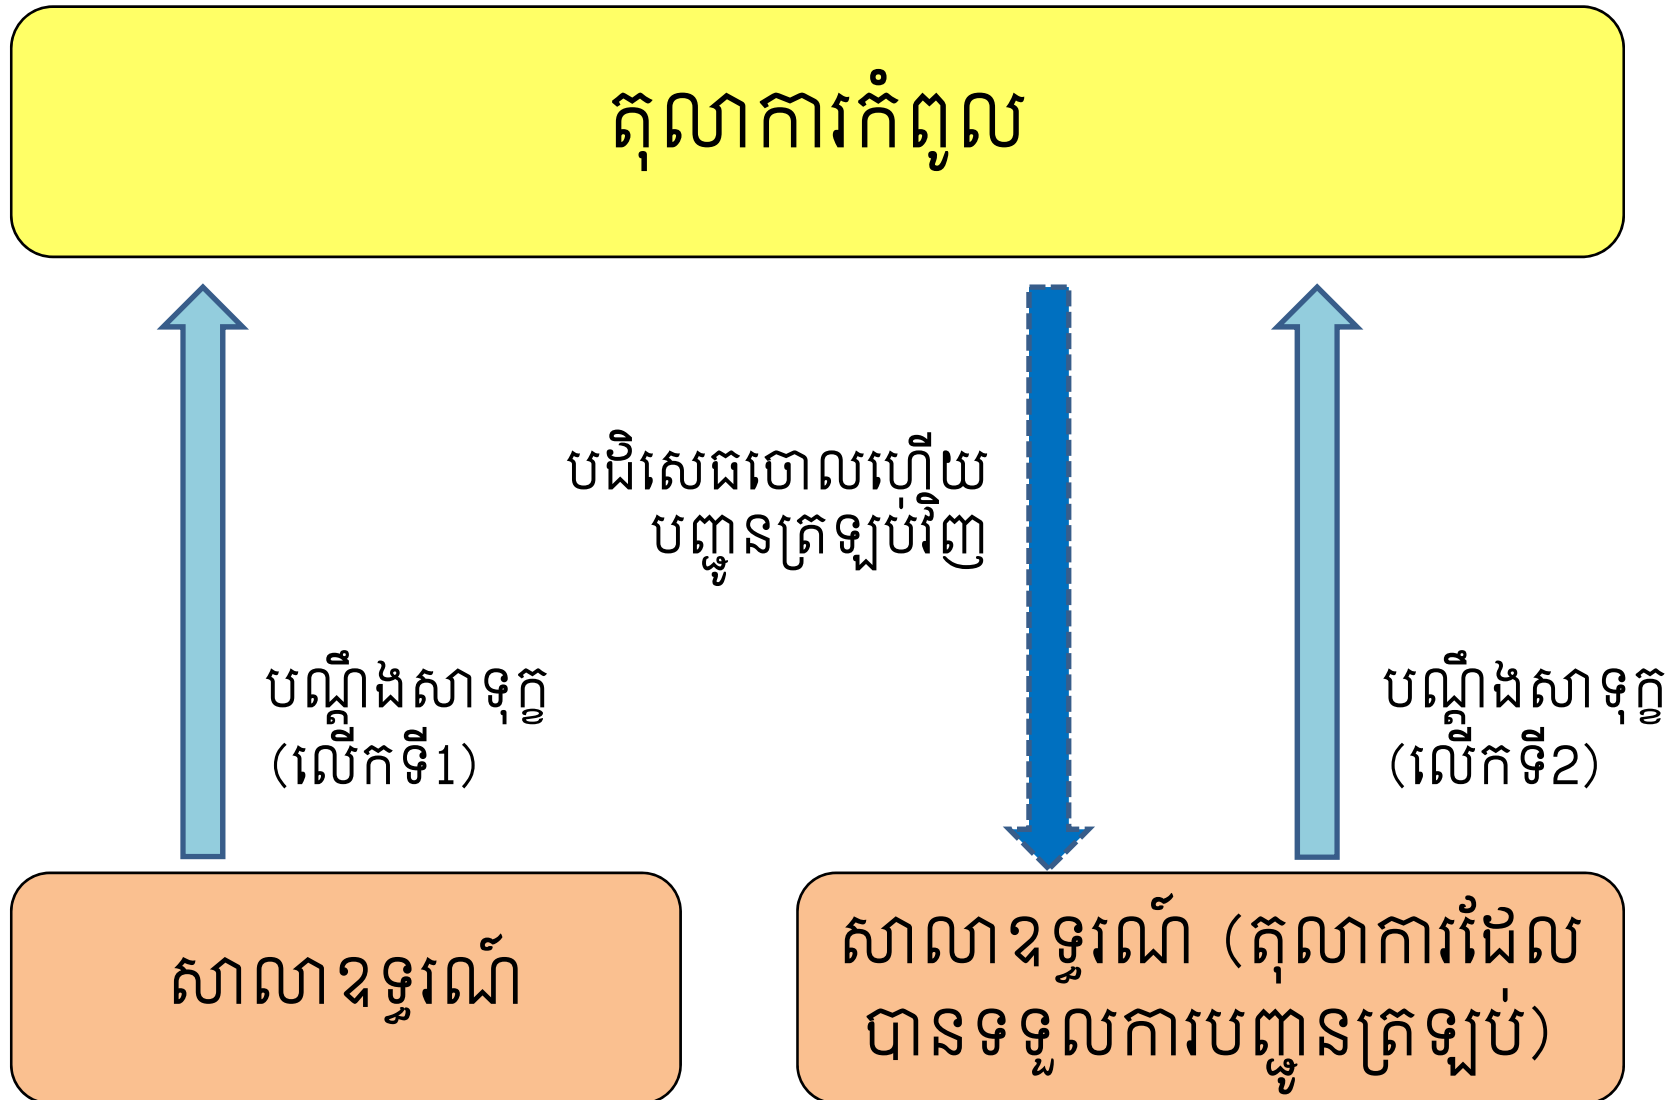 តុលាការកំពូល
បដិសេធចោលហើយ
បញ្ជូនត្រឡប់វិញ
បណ្តឹងសាទុក្ខ
(លើកទី1)
បណ្តឹងសាទុក្ខ
(លើកទី2)
សាលាឧទ្ធរណ៍
សាលាឧទ្ធរណ៍ (តុលាការដែល
បានទទួលការបញ្ជូនត្រឡប់)